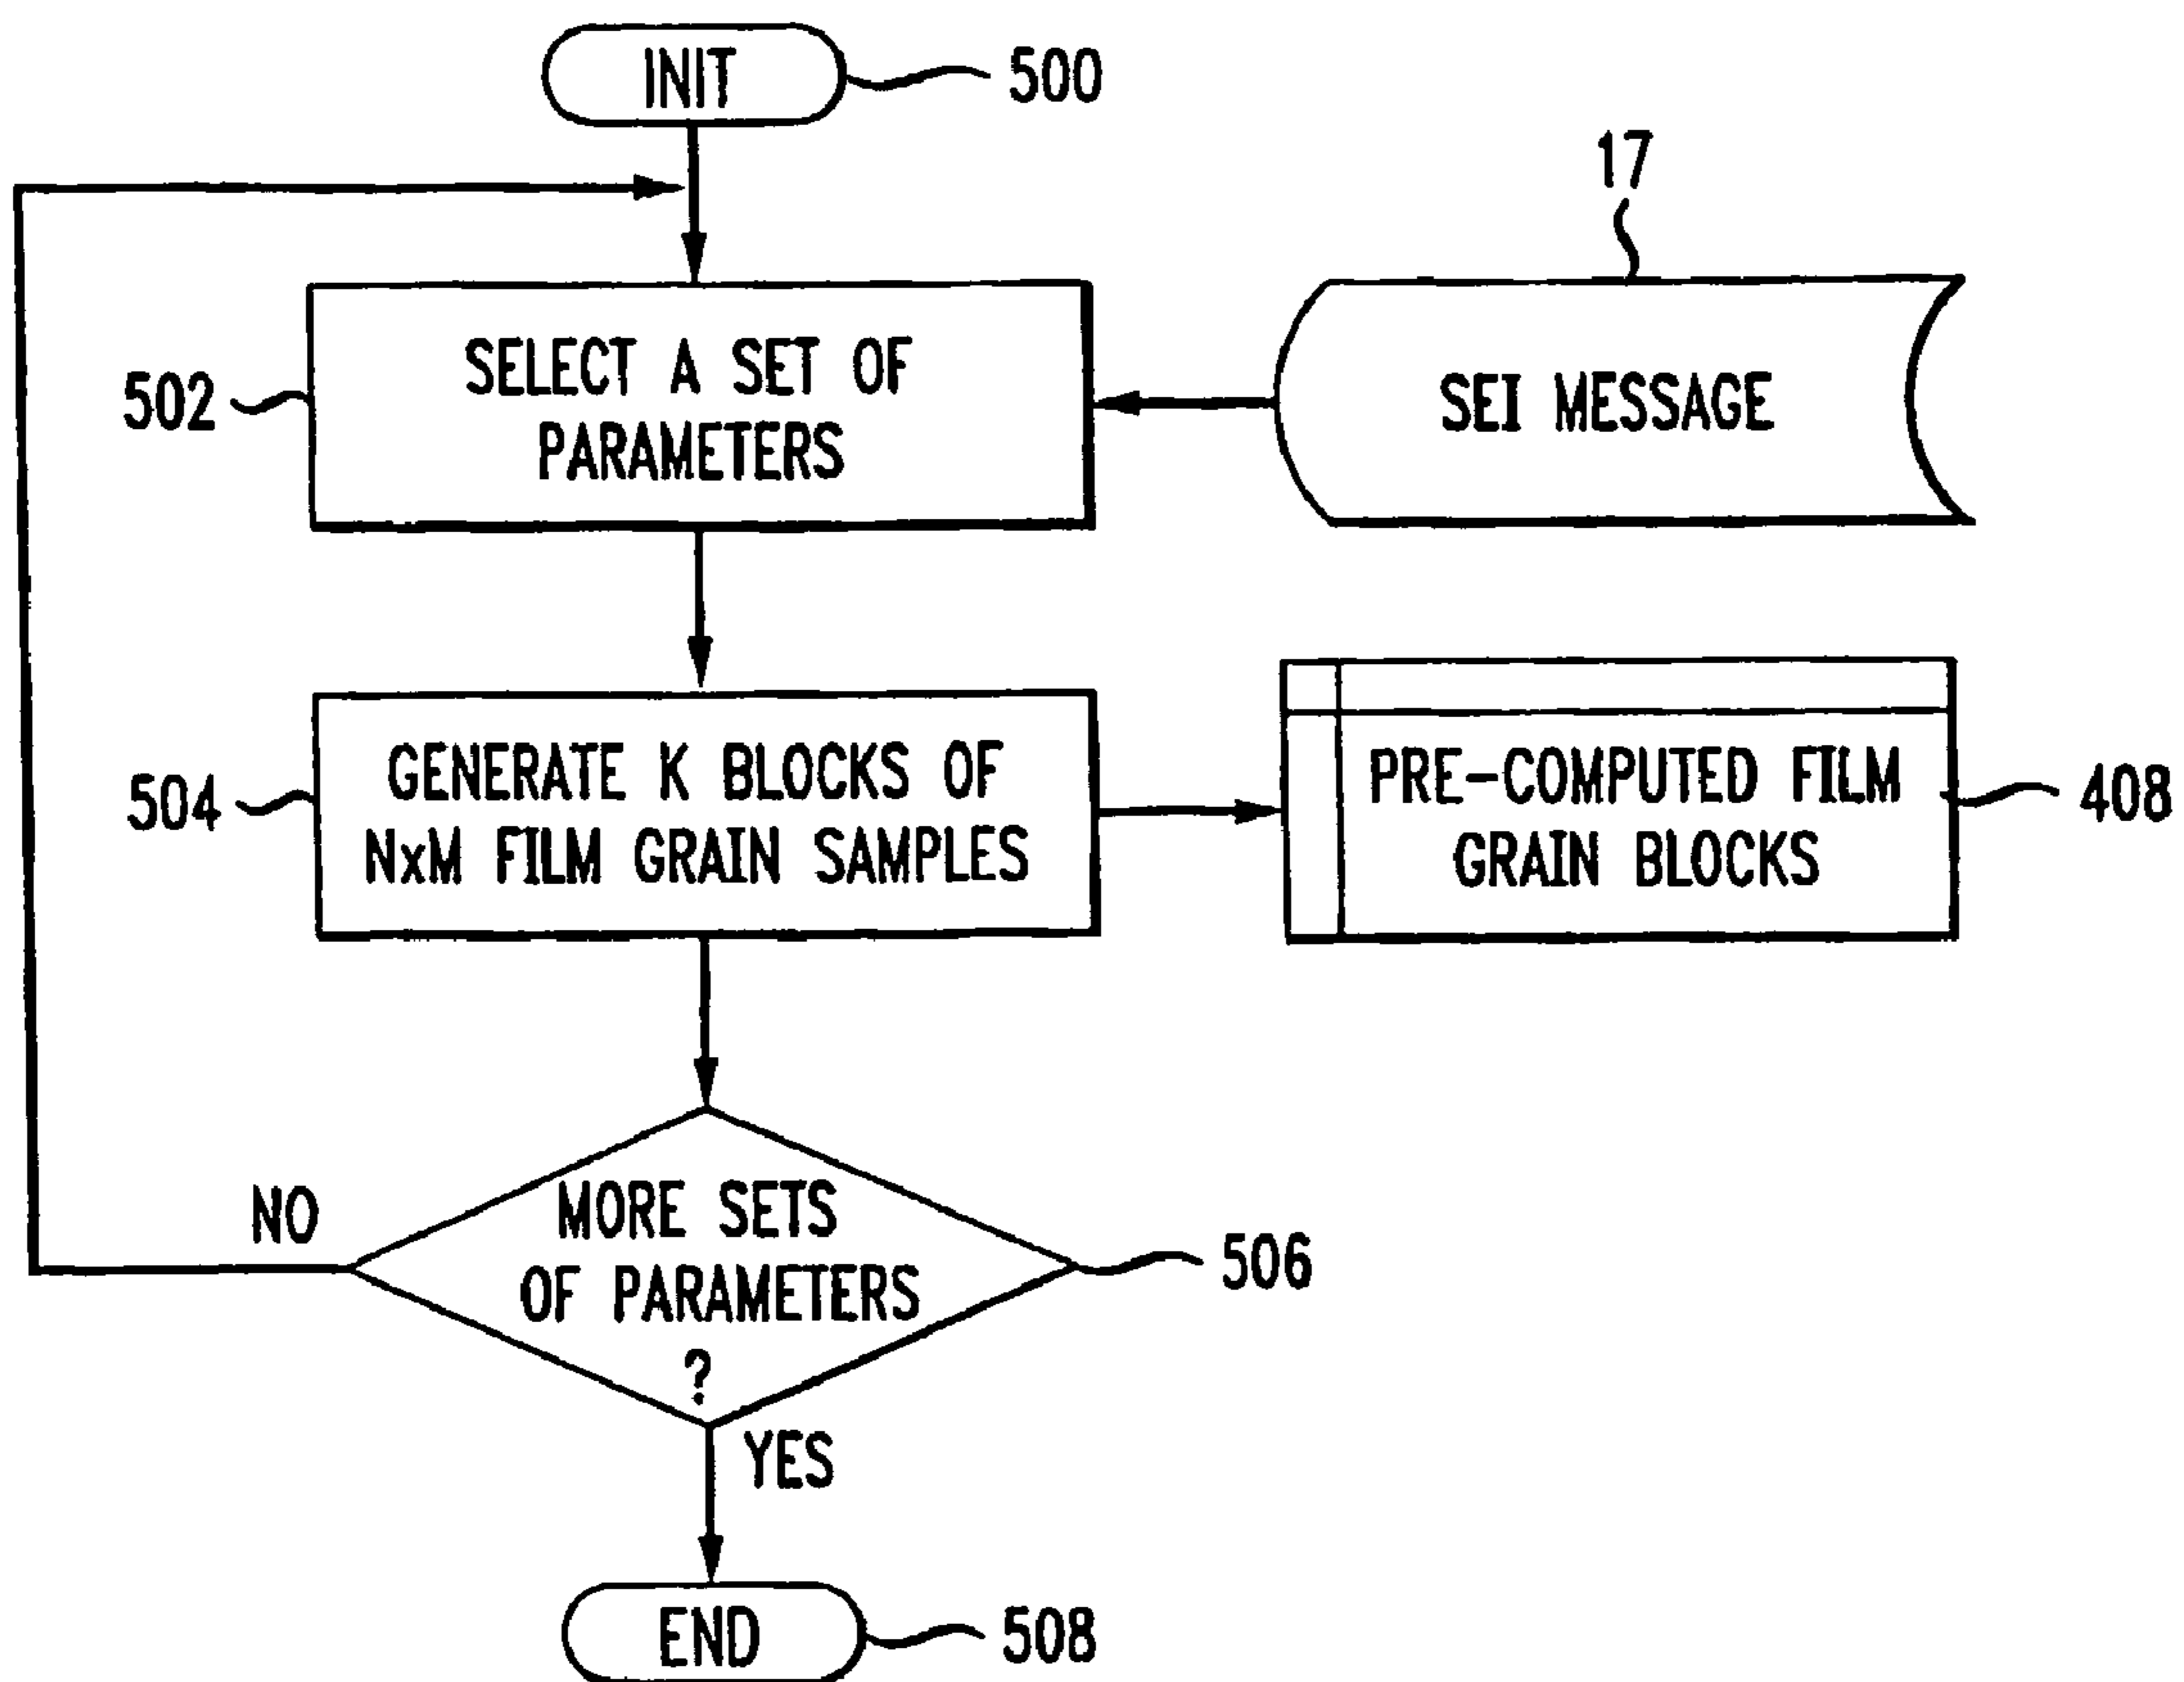 INIT
500
17
SELECT A SET OF
PARAMETERS
502
SEI MESSAGE
GENERATE K BLOCKS OF
NxM FILM GRAIN SAMPLES
504
PRE-COMPUTED FILM
GRAIN BLOCKS
408
NO
MORE SETS
OF PARAMETERS
?
506
YES
END
508